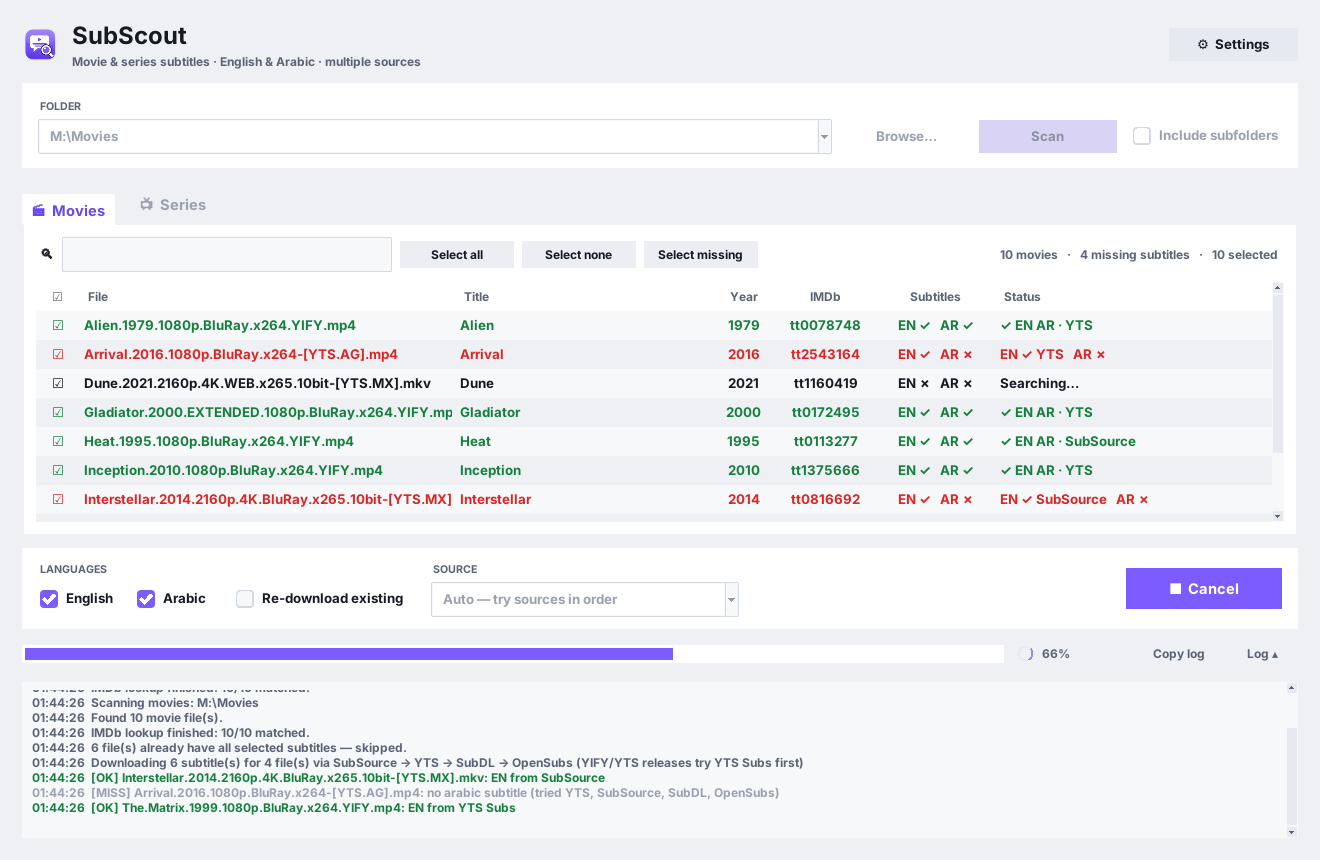 SubScout
Movie & series subtitles · English & Arabic · multiple sources
⚙ Settings
FOLDER
M:\Movies
Browse...
Scan
Include subfolders
Movies
Series
Select all
Select none
Select missing
10 movies · 4 missing subtitles · 10 selected
☑ File Title Year IMDb Subtitles Status
☑ Alien.1979.1080p.BluRay.x264.YIFY.mp4 Alien 1979 tt0078748 EN ✓ AR ✓ ✓ EN AR · YTS
☑ Arrival.2016.1080p.BluRay.x264-[YTS.AG].mp4 Arrival 2016 tt2543164 EN ✓ AR × EN ✓ YTS AR ×
☑ Dune.2021.2160p.4K.WEB.x265.10bit-[YTS.MX].mkv Dune 2021 tt1160419 EN × AR × Searching...
☑ Gladiator.2000.EXTENDED.1080p.BluRay.x264.YIFY.mp Gladiator 2000 tt0172495 EN ✓ AR ✓ ✓ EN AR · YTS
☑ Heat.1995.1080p.BluRay.x264.YIFY.mp4 Heat 1995 tt0113277 EN ✓ AR ✓ ✓ EN AR · SubSource
☑ Inception.2010.1080p.BluRay.x264.YIFY.mp4 Inception 2010 tt1375666 EN ✓ AR ✓ ✓ EN AR · YTS
☑ Interstellar.2014.2160p.4K.BluRay.x265.10bit-[YTS.MX] Interstellar 2014 tt0816692 EN ✓ AR × EN ✓ SubSource AR ×
LANGUAGES
English
Arabic
Re-download existing
SOURCE
Auto — try sources in order
■ Cancel
66%
Copy log
Log ▴
01:44:26 IMDb lookup finished: 10/10 matched.
01:44:26 Scanning movies: M:\Movies
01:44:26 Found 10 movie file(s).
01:44:26 IMDb lookup finished: 10/10 matched.
01:44:26 6 file(s) already have all selected subtitles — skipped.
01:44:26 Downloading 6 subtitle(s) for 4 file(s) via SubSource → YTS → SubDL → OpenSubs (YIFY/YTS releases try YTS Subs first)
01:44:26 [OK] Interstellar.2014.2160p.4K.BluRay.x265.10bit-[YTS.MX].mkv: EN from SubSource
01:44:26 [MISS] Arrival.2016.1080p.BluRay.x264-[YTS.AG].mp4: no arabic subtitle (tried YTS, SubSource, SubDL, OpenSubs)
01:44:26 [OK] The.Matrix.1999.1080p.BluRay.x264.YIFY.mp4: EN from YTS Subs